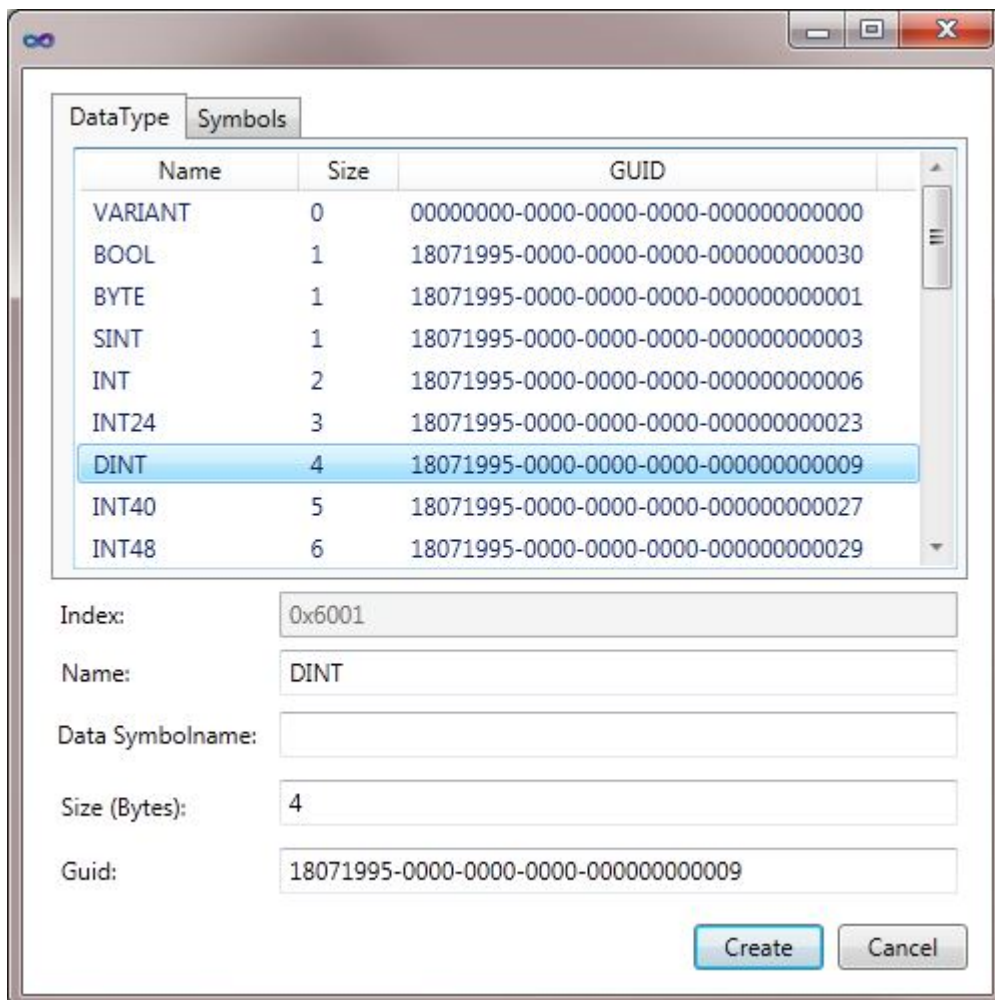 DataType Symbols
Name Size GUID
VARIANT 0 00000000-0000-0000-0000-000000000000
BOOL 1 18071995-0000-0000-0000-000000000030
BYTE 1 18071995-0000-0000-0000-000000000001
SINT 1 18071995-0000-0000-0000-000000000003
INT 2 18071995-0000-0000-0000-000000000006
INT24 3 18071995-0000-0000-0000-000000000023
DINT 4 18071995-0000-0000-0000-000000000009
INT40 5 18071995-0000-0000-0000-000000000027
INT48 6 18071995-0000-0000-0000-000000000029
Index: 0x6001
Name: DINT
Data Symbolname:
Size (Bytes): 4
Guid: 18071995-0000-0000-0000-000000000009
Create Cancel